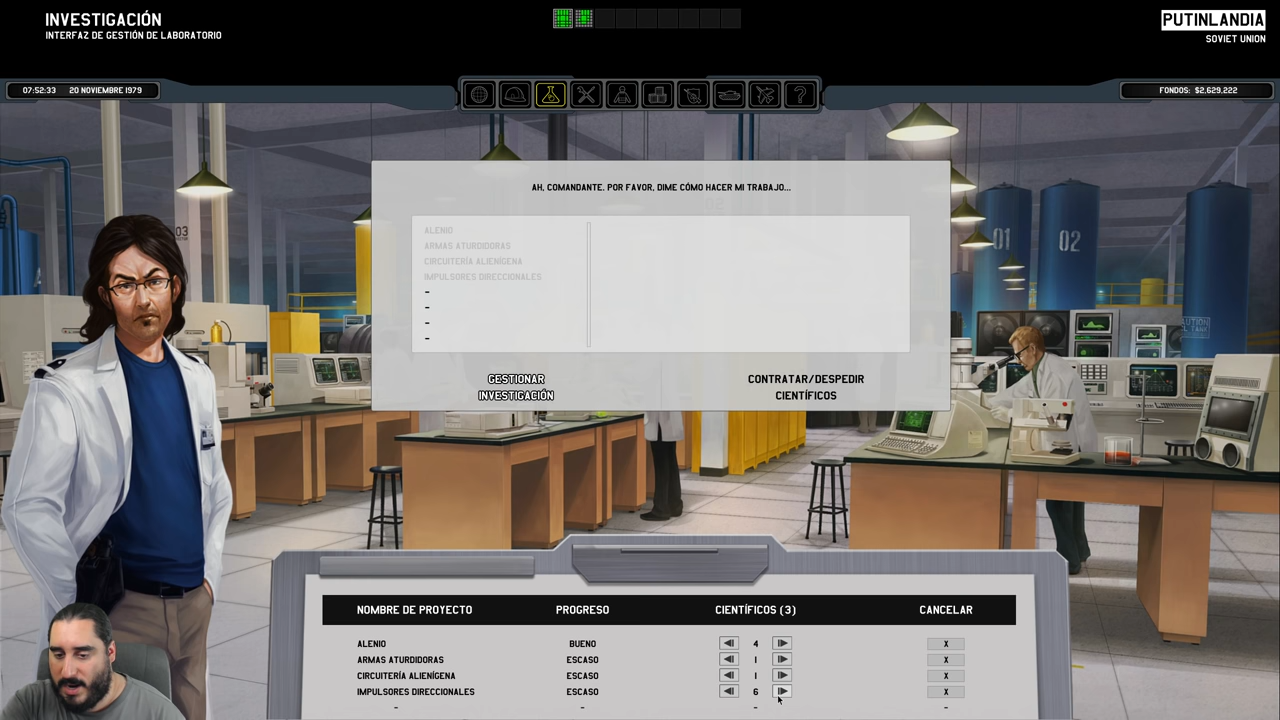 INVESTIGACIÓN
INTERFAZ DE GESTIÓN DE LABORATORIO
PUTINLANDIA
SOVIET UNION
07:52:33 20 NOVIEMBRE 1979
?
FONDOS: $2,629,222
AH, COMANDANTE. POR FAVOR, DIME CÓMO HACER MI TRABAJO...
ALENIO
ARMAS ATURDIDORAS
CIRCUITERÍA ALIENÍGENA
IMPULSORES DIRECCIONALES
-
-
-
-
GESTIONAR
INVESTIGACIÓN
CONTRATAR/DESPEDIR
CIENTÍFICOS
03
01
02
NOMBRE DE PROYECTO PROGRESO CIENTÍFICOS (3) CANCELAR
ALENIO BUENO 4 X
ARMAS ATURDIDORAS ESCASO 1 X
CIRCUITERÍA ALIENÍGENA ESCASO 1 X
IMPULSORES DIRECCIONALES ESCASO 6 X
- - - -